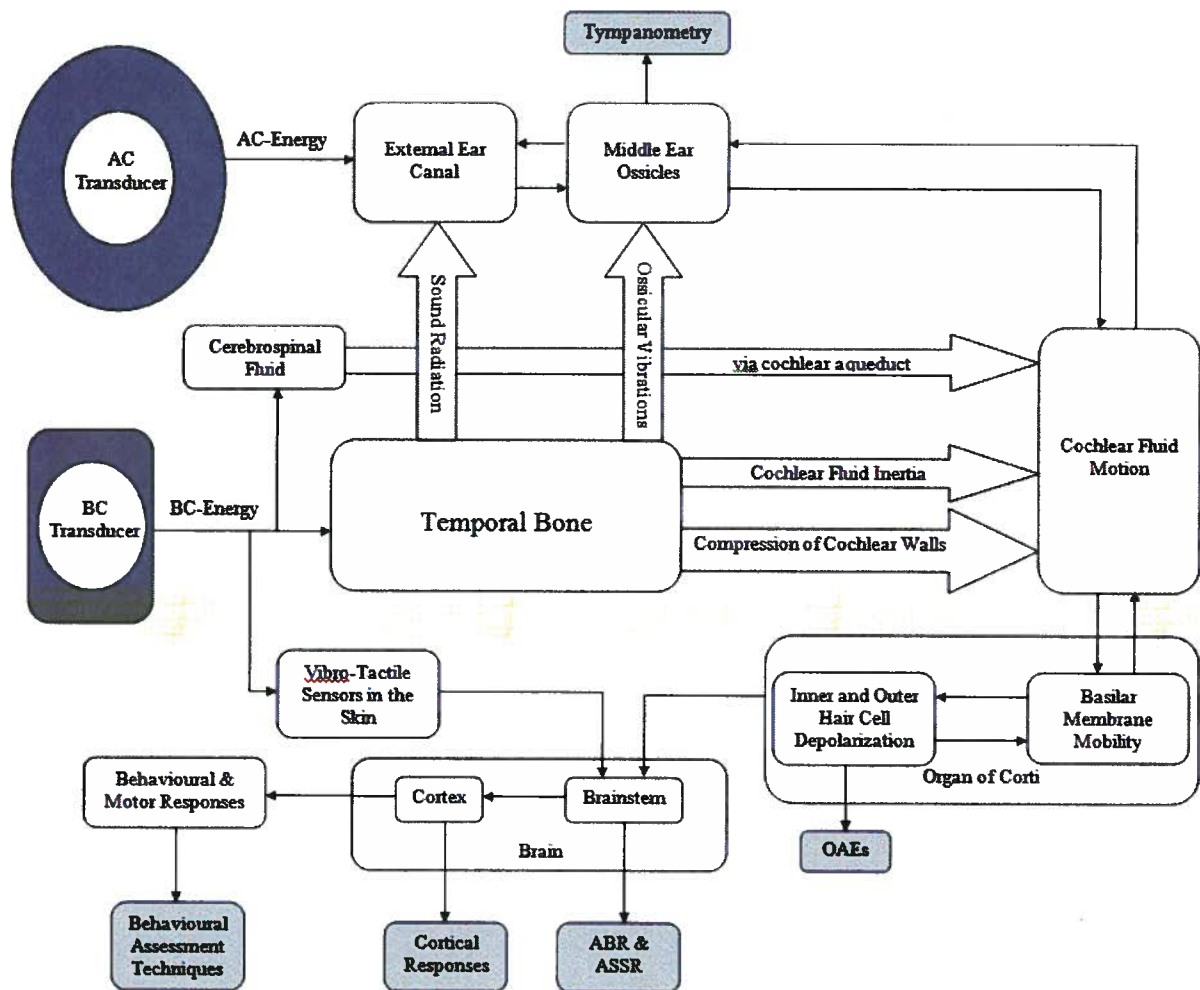 Tympanometry
AC
Transducer
AC-Energy
External Ear
Canal
Middle Ear
Ossicles
Sound Radiation
Ossicular Vibrations
Cerebrospinal
Fluid
via cochlear aqueduct
BC
Transducer
BC-Energy
Temporal Bone
Cochlear Fluid Inertia
Compression of Cochlear Walls
Cochlear Fluid
Motion
Vibro-Tactile
Sensors in the
Skin
Inner and Outer
Hair Cell
Depolarization
Basilar
Membrane
Mobility
Organ of Corti
Behavioural &
Motor Responses
Cortex
Brainstem
Brain
OAEs
Behavioural
Assessment
Techniques
Cortical
Responses
ABR &
ASSR